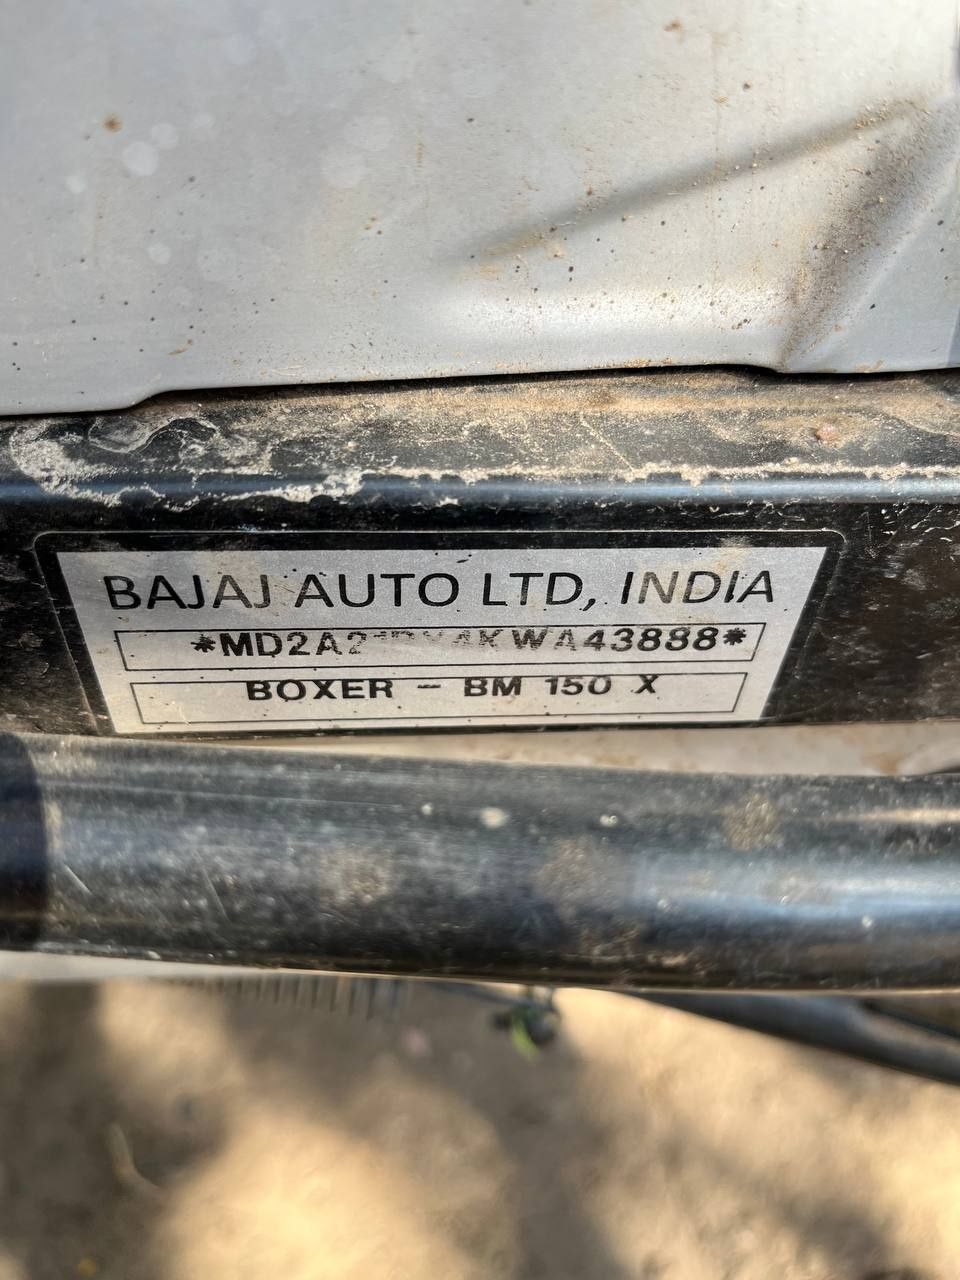 BAJAJ AUTO LTD, INDIA
BOXER - BM 150 X